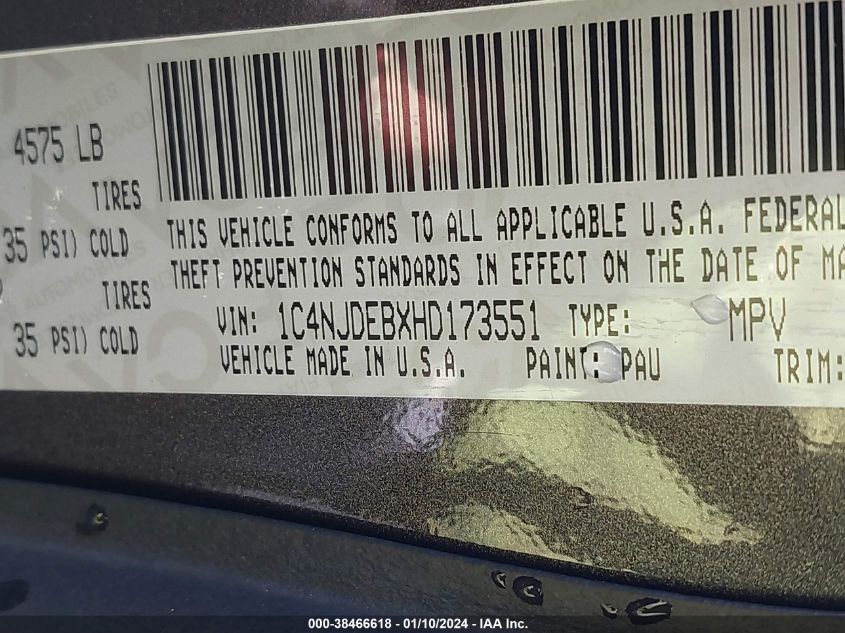 4575 LB
TIRES
35 PSI) COLD
TIRES
35 PSI) COLD
THIS VEHICLE CONFORMS TO ALL APPLICABLE U.S.A. FEDERAL
THEFT PREVENTION STANDARDS IN EFFECT ON THE DATE OF MA
VIN: 1C4NJDEBXHD173551 TYPE: MPV
VEHICLE MADE IN U.S.A. PAINT: PAU TRIM:
000-38466618 - 01/10/2024 - IAA Inc.